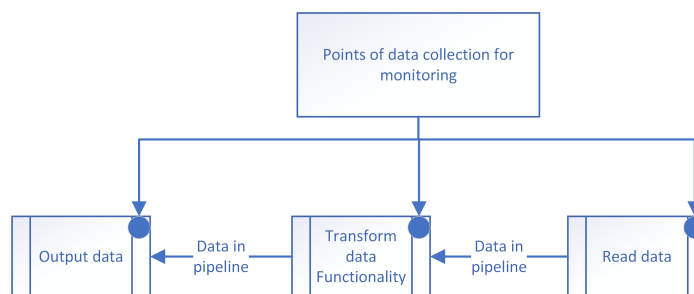 Points of data collection for
monitoring
Output data
Data in
pipeline
Transform
data
Functionality
Data in
pipeline
Read data